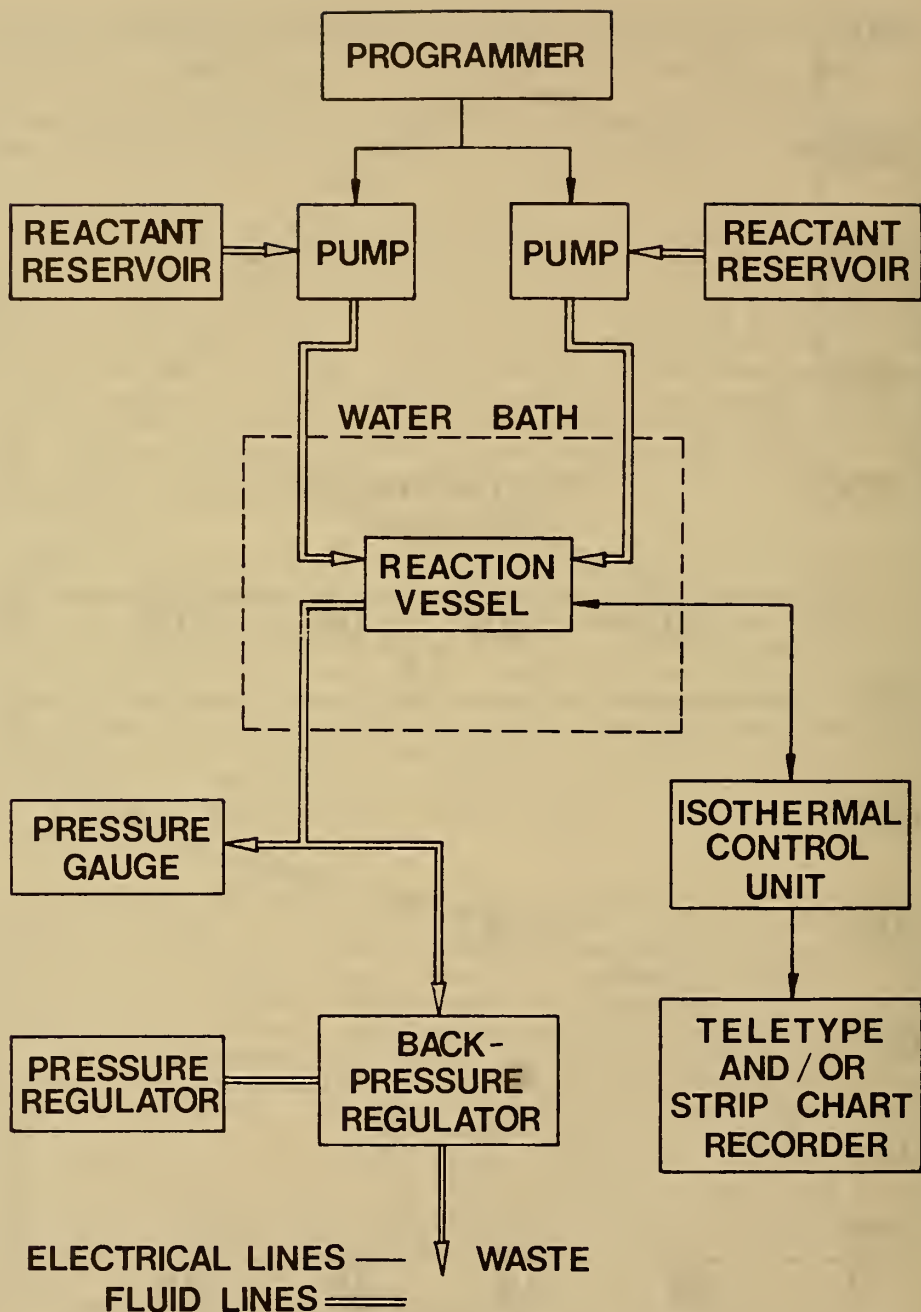 PROGRAMMER
REACTANT
RESERVOIR
PUMP
PUMP
REACTANT
RESERVOIR
WATER BATH
REACTION
VESSEL
PRESSURE
GAUGE
ISOTHERMAL
CONTROL
UNIT
PRESSURE
REGULATOR
BACK-
PRESSURE
REGULATOR
TELETYPE
AND/OR
STRIP CHART
RECORDER
ELECTRICAL LINES
WASTE
FLUID LINES